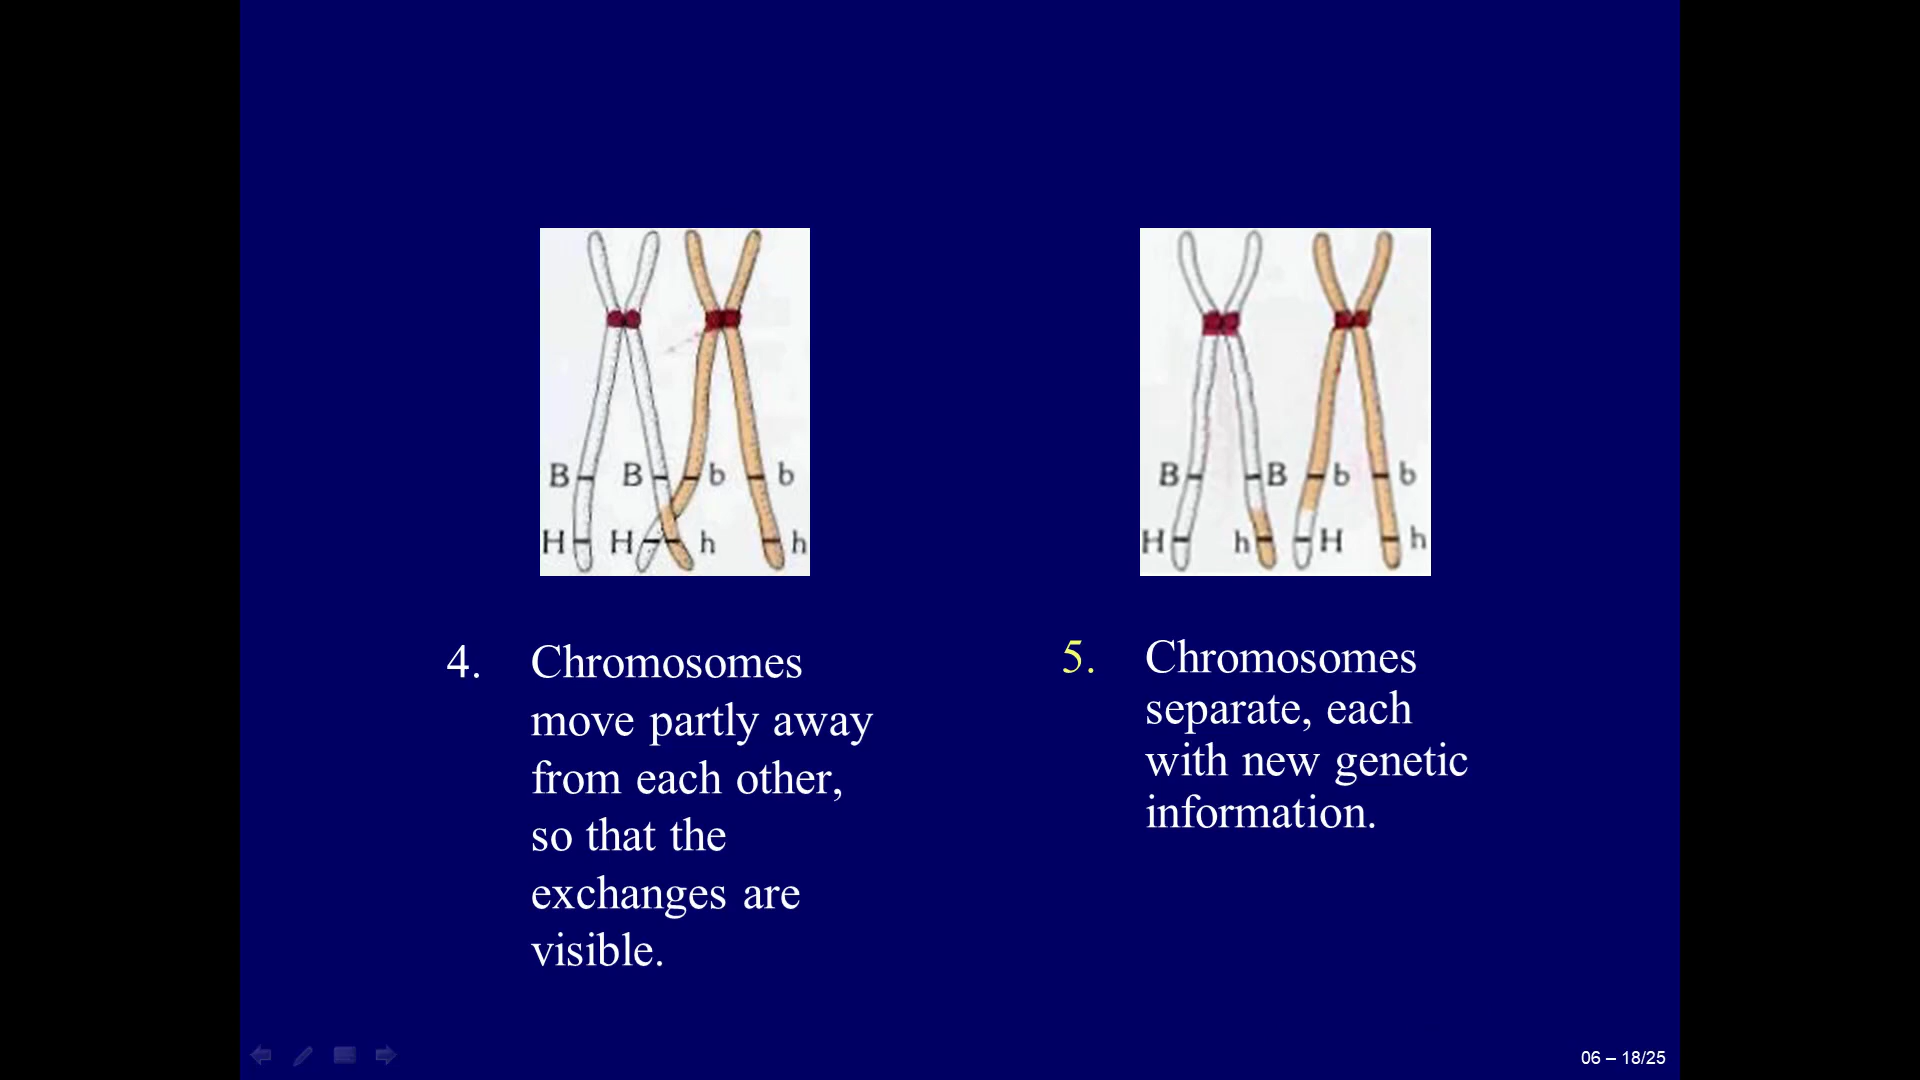 B B b b
H H h h
B B b b
H h H h
4. Chromosomes
move partly away
from each other,
so that the
exchanges are
visible.
5. Chromosomes
separate, each
with new genetic
information.
06 – 18/25